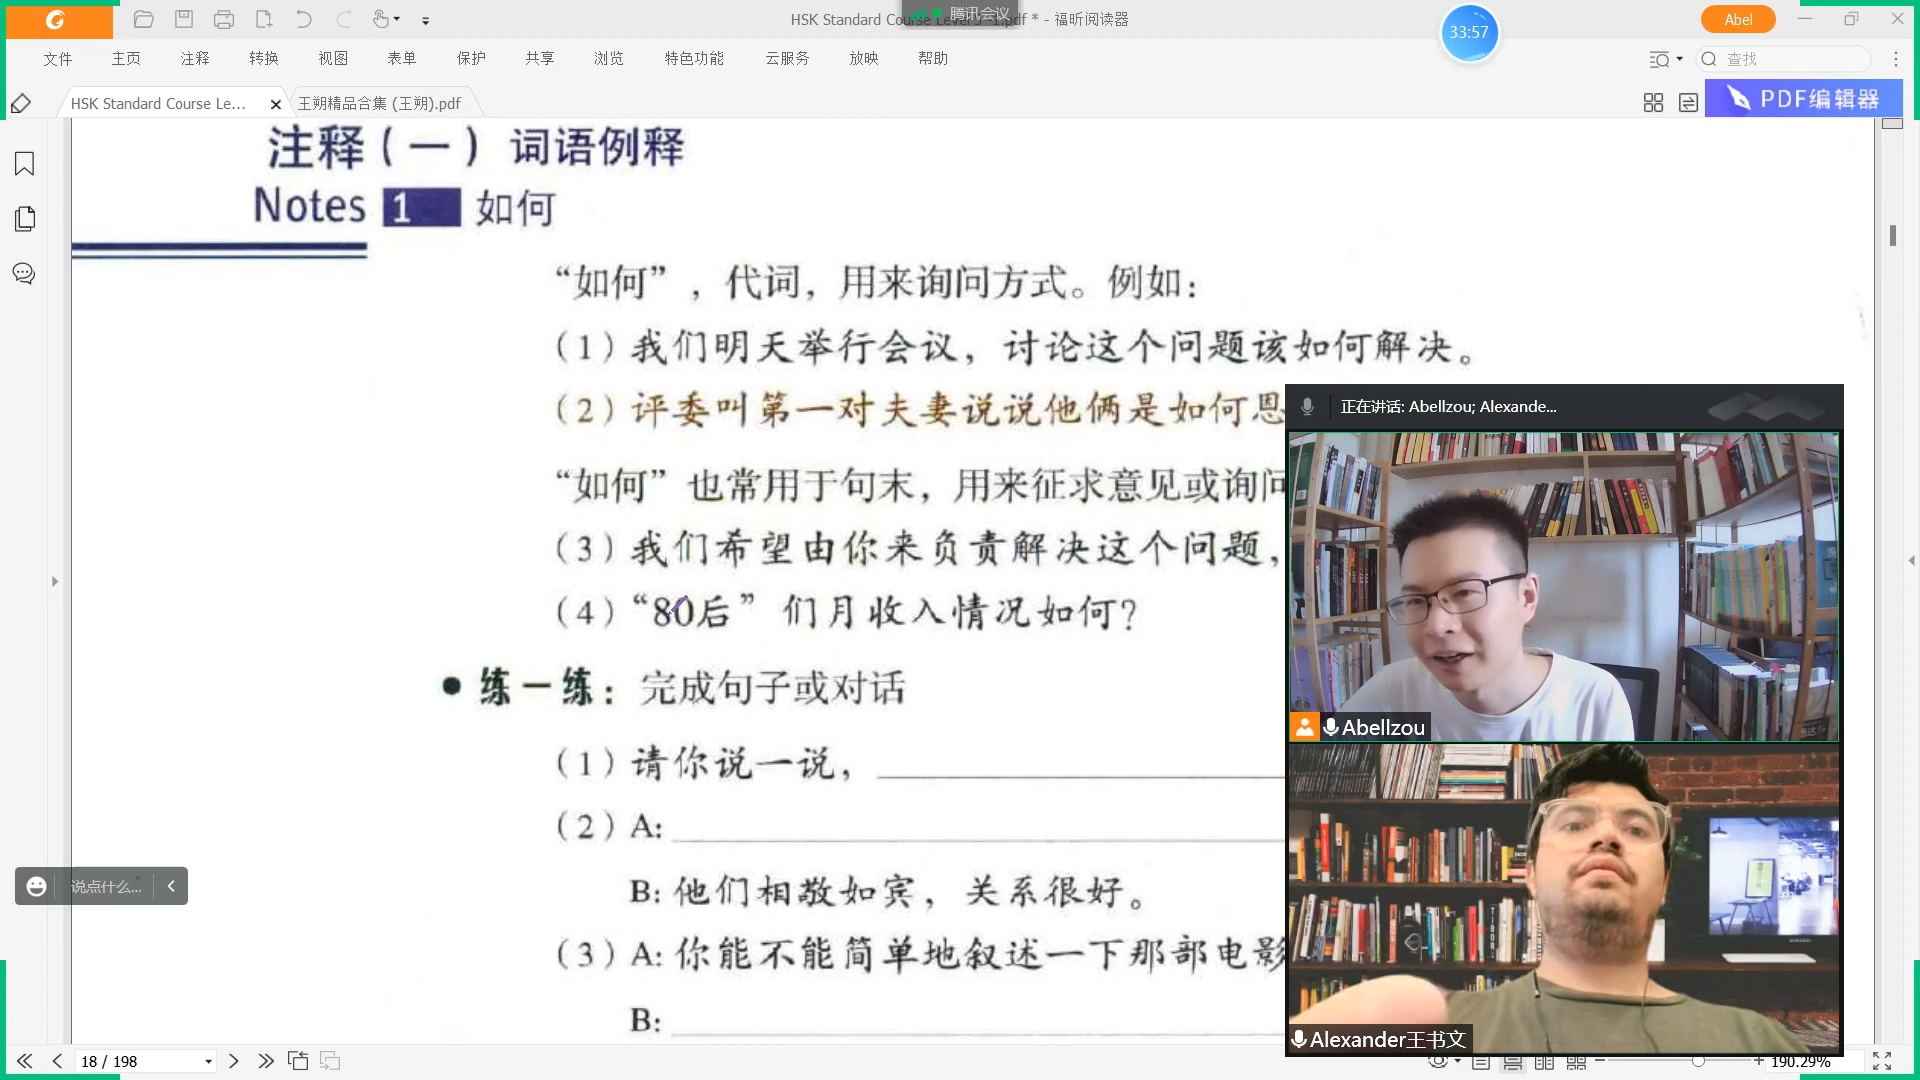 HSK Standard Course Le
.pdf * - 福昕阅读器
腾讯会议
33:57
Abel
文件 主页 注释 转换 视图 表单 保护 共享 浏览 特色功能 云服务 放映 帮助
查找
HSK Standard Course Le...
王朔精品合集 (王朔).pdf
PDF编辑器
注释(一) 词语例释
Notes 1 如何
“如何”,代词,用来询问方式。例如:
(1)我们明天举行会议,讨论这个问题该如何解决。
(2)评委叫第一对夫妻说说他俩是如何恩
“如何”也常用于句末,用来征求意见或询问
(3)我们希望由你来负责解决这个问题,
(4)“80后”们月收入情况如何?
● 练一练: 完成句子或对话
(1)请你说一说,
(2)A:
B: 他们相敬如宾,关系很好。
(3)A: 你能不能简单地叙述一下那部电影
B:
正在讲话: Abellzou; Alexande...
Abellzou
Alexander王书文
说点什么...
18 / 198
190.29%